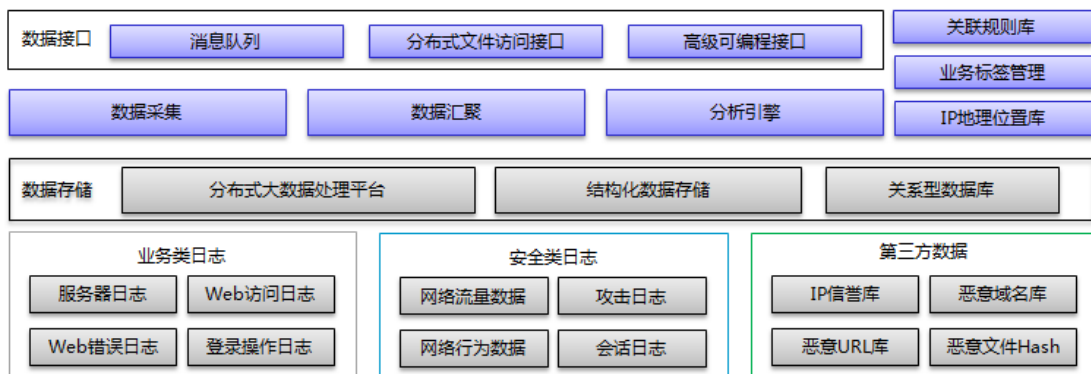 数据接口
消息队列
分布式文件访问接口
高级可编程接口
关联规则库
业务标签管理
IP地理位置库
数据采集
数据汇聚
分析引擎
数据存储
分布式大数据处理平台
结构化数据存储
关系型数据库
业务类日志
服务器日志
Web访问日志
Web错误日志
登录操作日志
安全类日志
网络流量数据
攻击日志
网络行为数据
会话日志
第三方数据
IP信誉库
恶意域名库
恶意URL库
恶意文件Hash